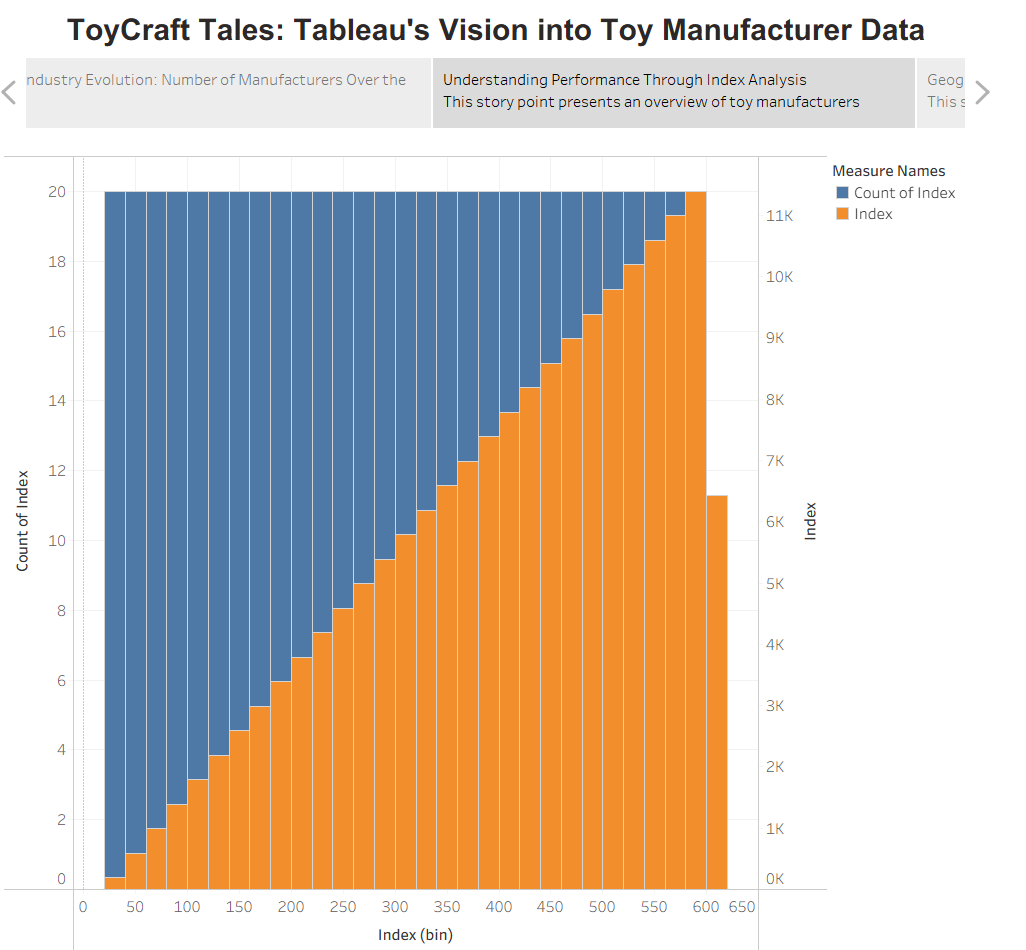 ToyCraft Tales: Tableau's Vision into Toy Manufacturer Data
ndustry Evolution: Number of Manufacturers Over the
Understanding Performance Through Index Analysis
This story point presents an overview of toy manufacturers
Geog
This s
Measure Names
Count of Index
Index
20
18
16
14
12
10
8
6
4
2
0
Count of Index
11K
10K
9K
8K
7K
6K
5K
4K
3K
2K
1K
0K
Index
0 50 100 150 200 250 300 350 400 450 500 550 600 650
Index (bin)